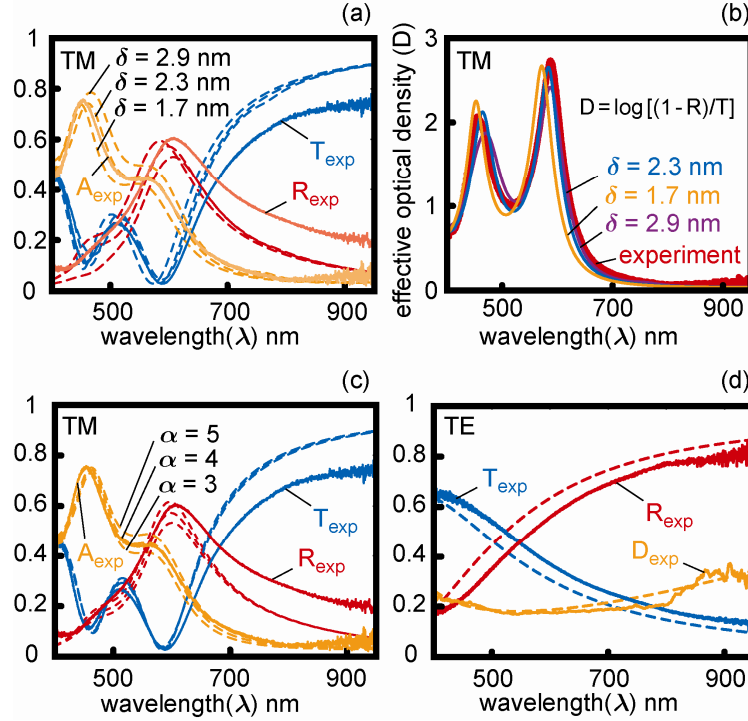 (a)
TM
δ = 2.9 nm
δ = 2.3 nm
δ = 1.7 nm
A_exp
T_exp
R_exp
1
0.8
0.6
0.4
0.2
0
500
700
900
wavelength(λ) nm
(b)
TM
D=log[(1-R)/T]
δ = 2.3 nm
δ = 1.7 nm
δ = 2.9 nm
experiment
effective optical density (D)
3
2
1
0
500
700
900
wavelength(λ) nm
(c)
TM
α = 5
α = 4
α = 3
A_exp
T_exp
R_exp
1
0.8
0.6
0.4
0.2
0
500
700
900
wavelength(λ) nm
(d)
TE
T_exp
R_exp
D_exp
1
0.8
0.6
0.4
0.2
0
500
700
900
wavelength(λ) nm